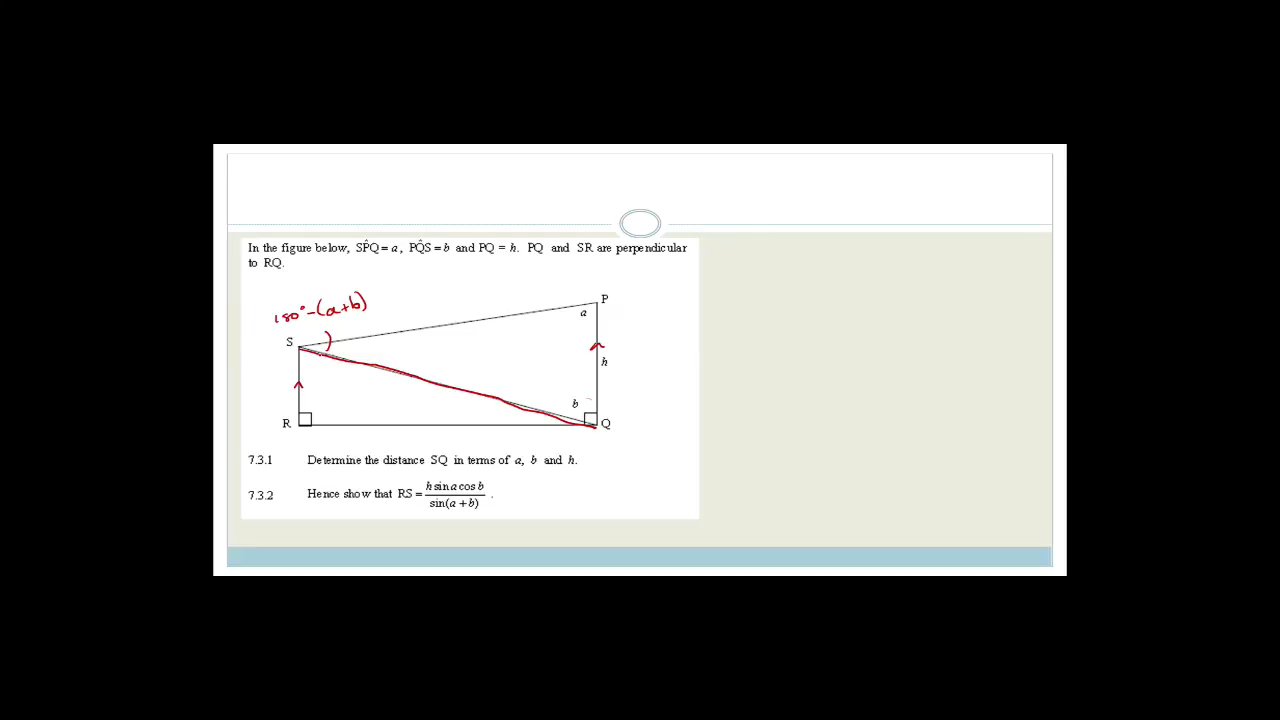 In the figure below, SP̂Q = a, PQ̂S = b and PQ = h. PQ and SR are perpendicular
to RQ.
180° - (a+b)
P
a
S
h
b
R
Q
7.3.1 Determine the distance SQ in terms of a, b and h.
7.3.2 Hence show that RS = h sin a cos b / sin(a + b) .